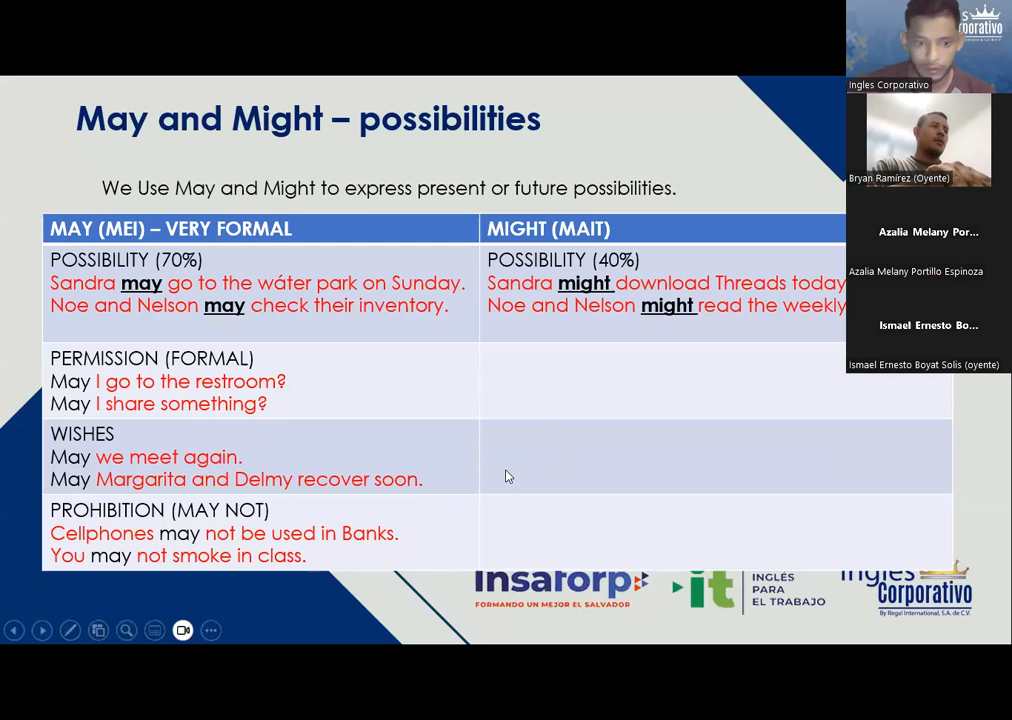 May and Might – possibilities
We Use May and Might to express present or future possibilities.
MAY (MEI) – VERY FORMAL
MIGHT (MAIT)
POSSIBILITY (70%)
Sandra may go to the wáter park on Sunday.
Noe and Nelson may check their inventory.
POSSIBILITY (40%)
Sandra might download Threads today
Noe and Nelson might read the weekly
PERMISSION (FORMAL)
May I go to the restroom?
May I share something?
WISHES
May we meet again.
May Margarita and Delmy recover soon.
PROHIBITION (MAY NOT)
Cellphones may not be used in Banks.
You may not smoke in class.
Insaforp
FORMANDO UN MEJOR EL SALVADOR
it
INGLÉS
PARA
EL TRABAJO
Ingles
Corporativo
By Regal International, S.A. de C.V.
Ingles Corporativo
Bryan Ramírez (Oyente)
Azalia Melany Por...
Azalia Melany Portillo Espinoza
Ismael Ernesto Bo...
Ismael Ernesto Boyat Solis (oyente)